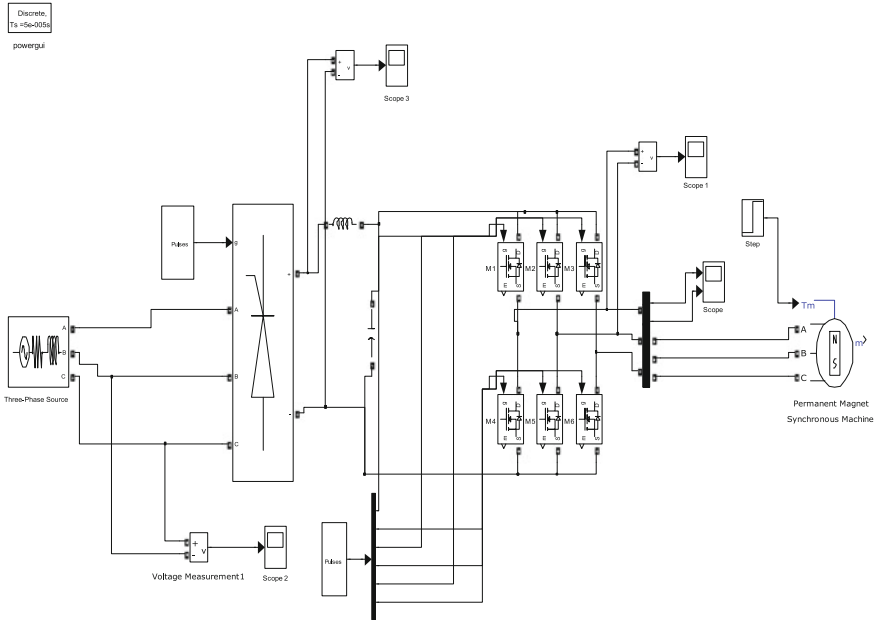 Discrete,
Ts =5e-005s
powergui
+
-
v
Scope 3
+
-
v
Scope 1
Pulses
g
Step
+
A
g D
M1
E S
g D
M2
E S
g D
M3
E S
Scope
Tm
A
B
C
N
S
m
Permanent Magnet
Synchronous Machine
A
B
C
Three-Phase Source
B
-
C
g D
M4
E S
g D
M5
E S
g D
M6
E S
+
-
v
Voltage Measurement1
Scope 2
Pulses